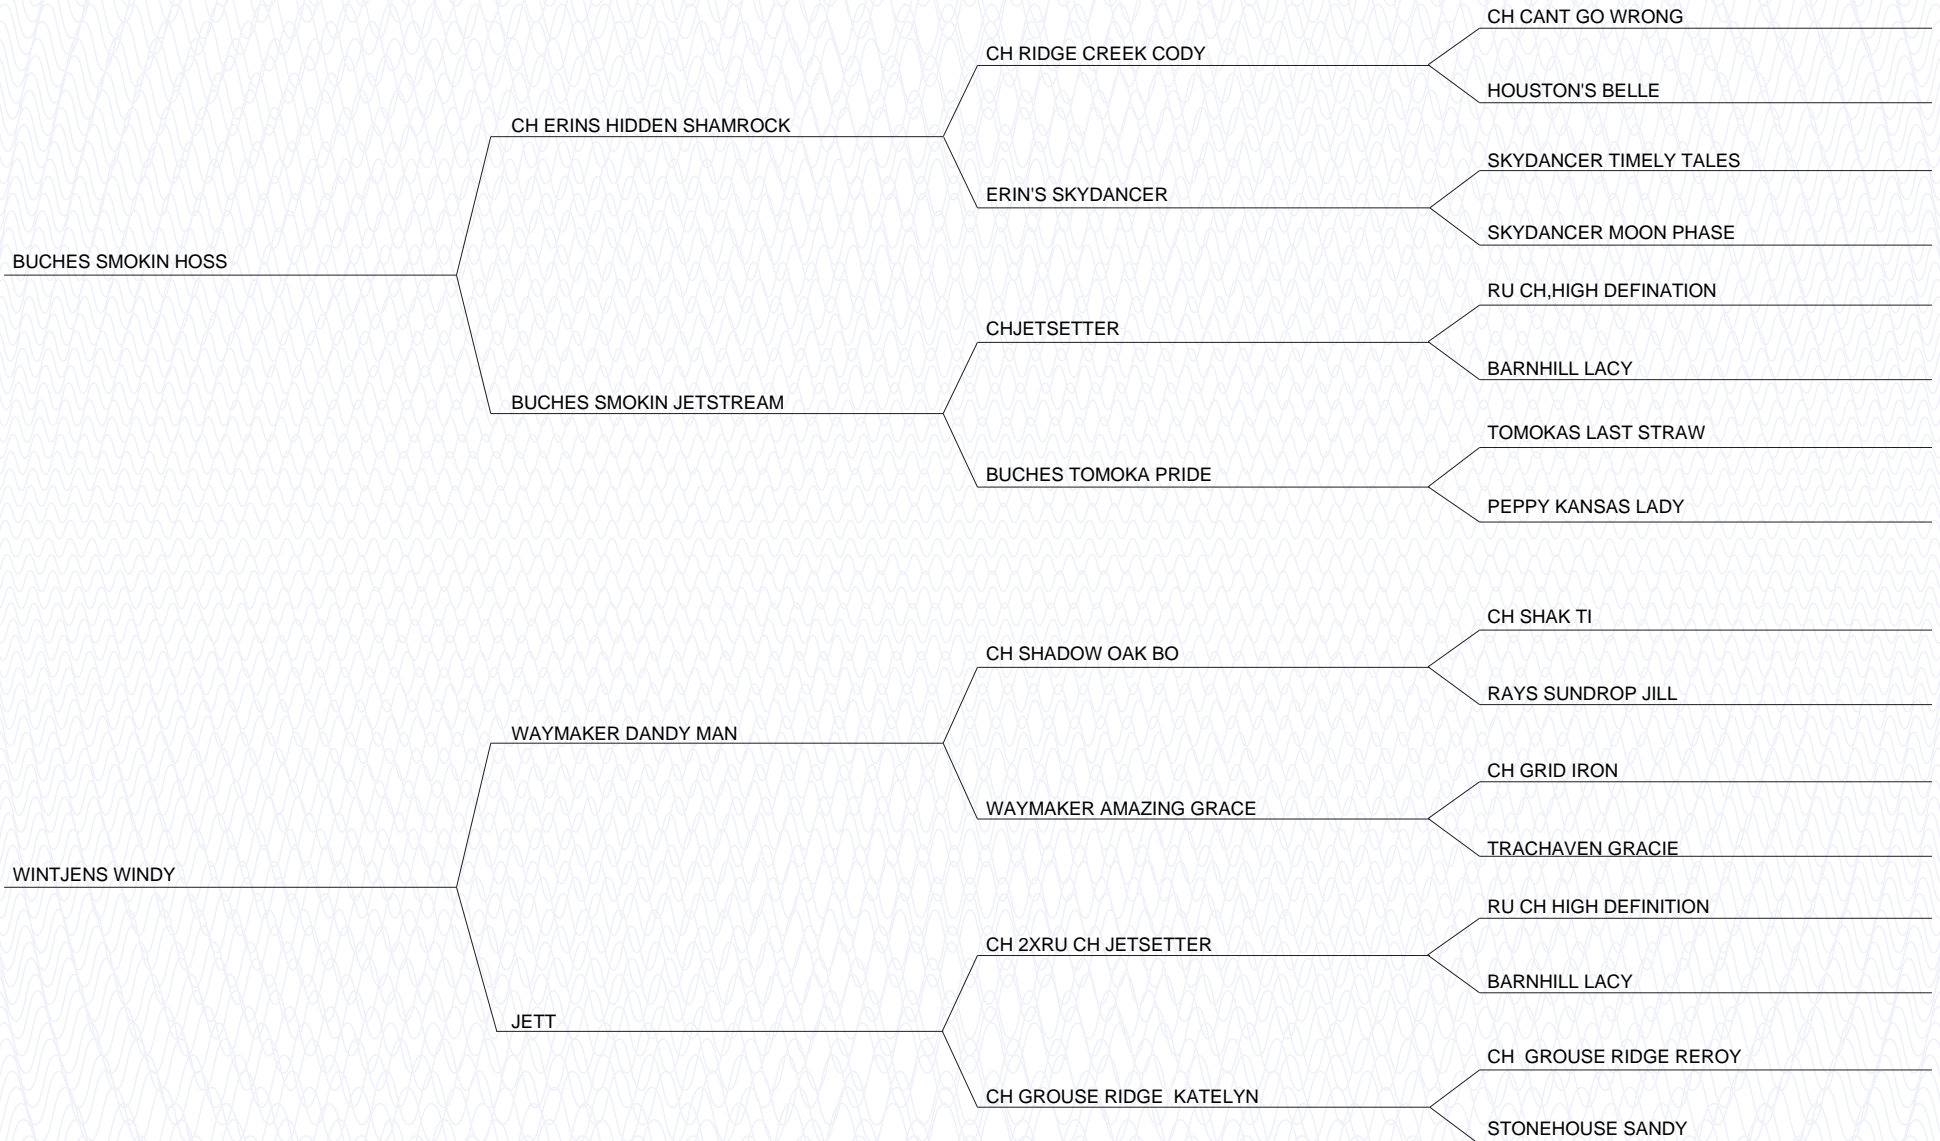 CH CANT GO WRONG
CH RIDGE CREEK CODY
HOUSTON'S BELLE
CH ERINS HIDDEN SHAMROCK
SKYDANCER TIMELY TALES
ERIN'S SKYDANCER
SKYDANCER MOON PHASE
BUCHES SMOKIN HOSS
RU CH,HIGH DEFINATION
CHJETSETTER
BARNHILL LACY
BUCHES SMOKIN JETSTREAM
TOMOKAS LAST STRAW
BUCHES TOMOKA PRIDE
PEPPY KANSAS LADY
CH SHAK TI
CH SHADOW OAK BO
RAYS SUNDROP JILL
WAYMAKER DANDY MAN
CH GRID IRON
WAYMAKER AMAZING GRACE
TRACHAVEN GRACIE
WINTJENS WINDY
RU CH HIGH DEFINITION
CH 2XRU CH JETSETTER
BARNHILL LACY
JETT
CH  GROUSE RIDGE REROY
CH GROUSE RIDGE  KATELYN
STONEHOUSE SANDY